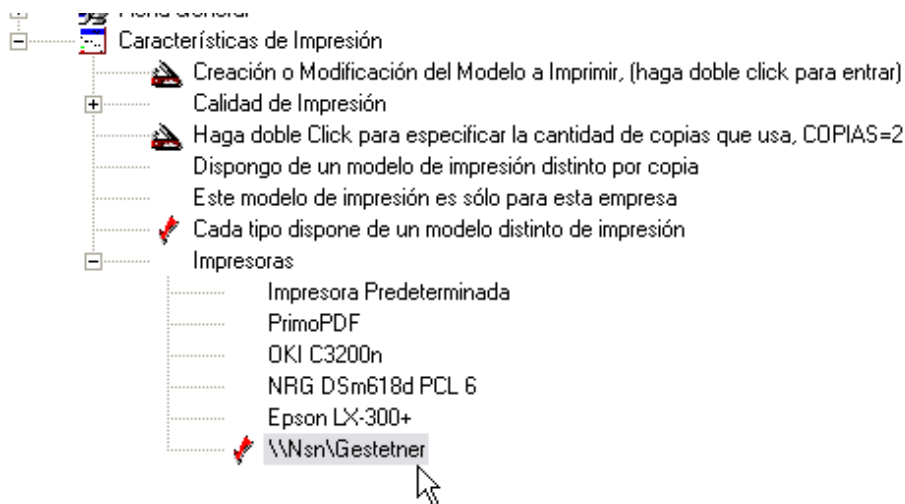 Características de Impresión
Creación o Modificación del Modelo a Imprimir, (haga doble click para entrar)
Calidad de Impresión
Haga doble Click para especificar la cantidad de copias que usa, COPIAS=2
Dispongo de un modelo de impresión distinto por copia
Este modelo de impresión es sólo para esta empresa
Cada tipo dispone de un modelo distinto de impresión
Impresoras
Impresora Predeterminada
PrimoPDF
OKI C3200n
NRG DSm618d PCL 6
Epson LX-300+
\\Nsn\Gestetner